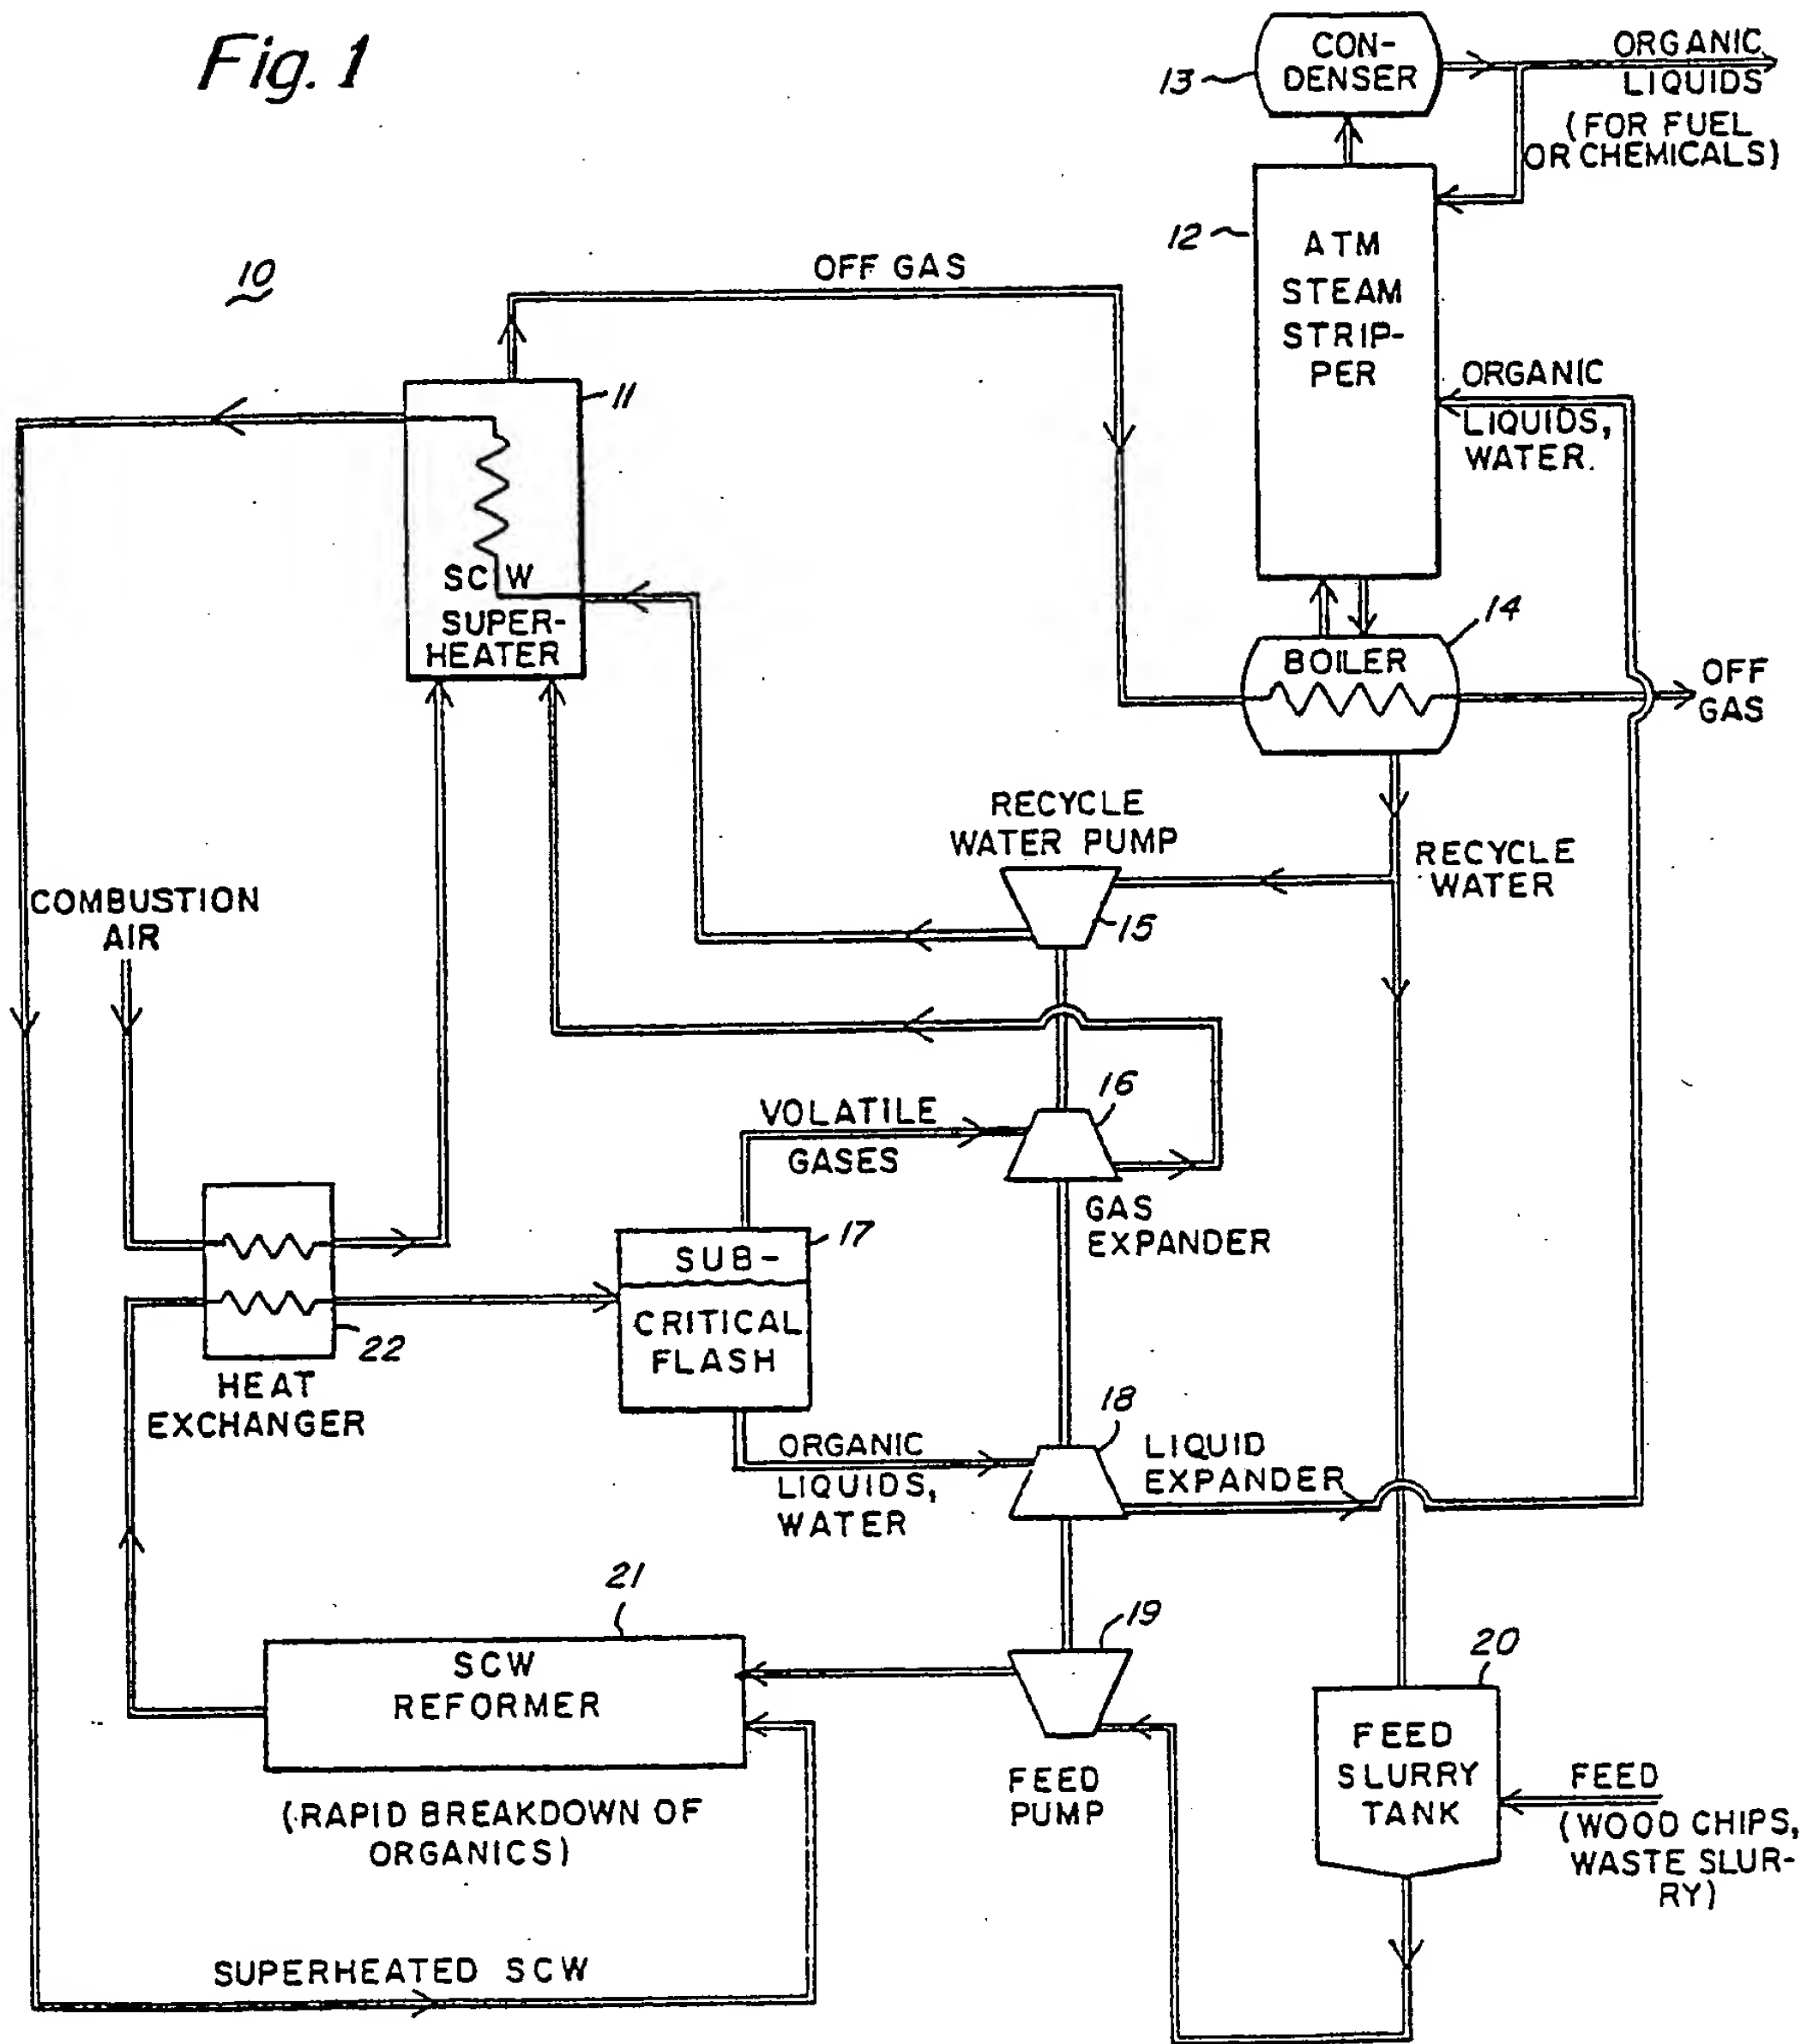 Fig. 1
CON-
DENSER
13
ORGANIC
LIQUIDS
(FOR FUEL
OR CHEMICALS)
12
ATM
STEAM
STRIP-
PER
10
OFF GAS
11
ORGANIC
LIQUIDS,
WATER.
SCW
SUPER-
HEATER
14
BOILER
OFF
GAS
RECYCLE
WATER PUMP
15
RECYCLE
WATER
COMBUSTION
AIR
16
VOLATILE
GASES
GAS
EXPANDER
17
SUB-
CRITICAL
FLASH
22
HEAT
EXCHANGER
18
ORGANIC
LIQUIDS,
WATER
LIQUID
EXPANDER
21
19
20
SCW
REFORMER
(RAPID BREAKDOWN OF
ORGANICS)
FEED
PUMP
FEED
SLURRY
TANK
FEED
(WOOD CHIPS,
WASTE SLUR-
RY)
SUPERHEATED SCW